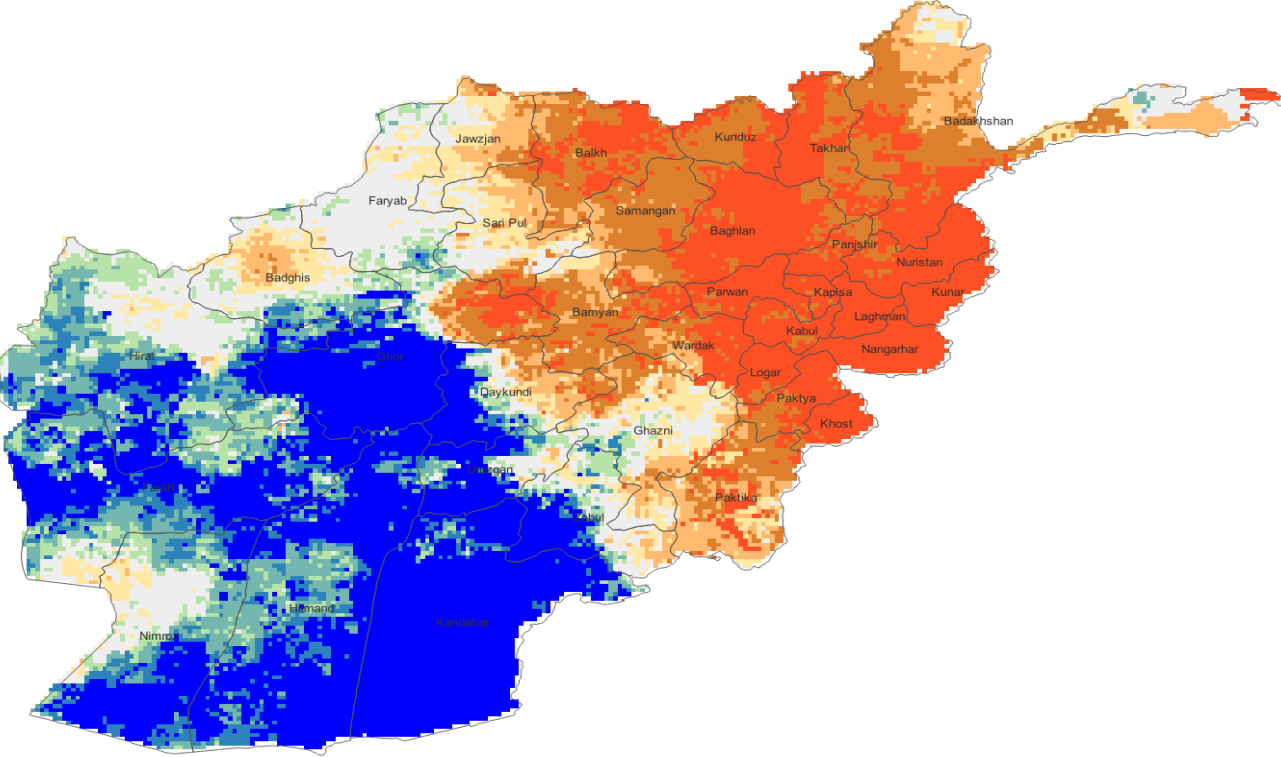 Badakhshan
Jawzjan
Kunduz
Balkh
Takhar
Faryab
Samangan
Sari Pul
Baghlan
Panjshir
Nuristan
Badghis
Parwan
Kapisa
Kunar
Bamyan
Laghman
Kabul
Wardak
Nangarhar
Hirat
Ghor
Logar
Daykundi
Paktya
Khost
Ghazni
Uruzgan
Farah
Paktika
Zabul
Hilmand
Kandahar
Nimroz